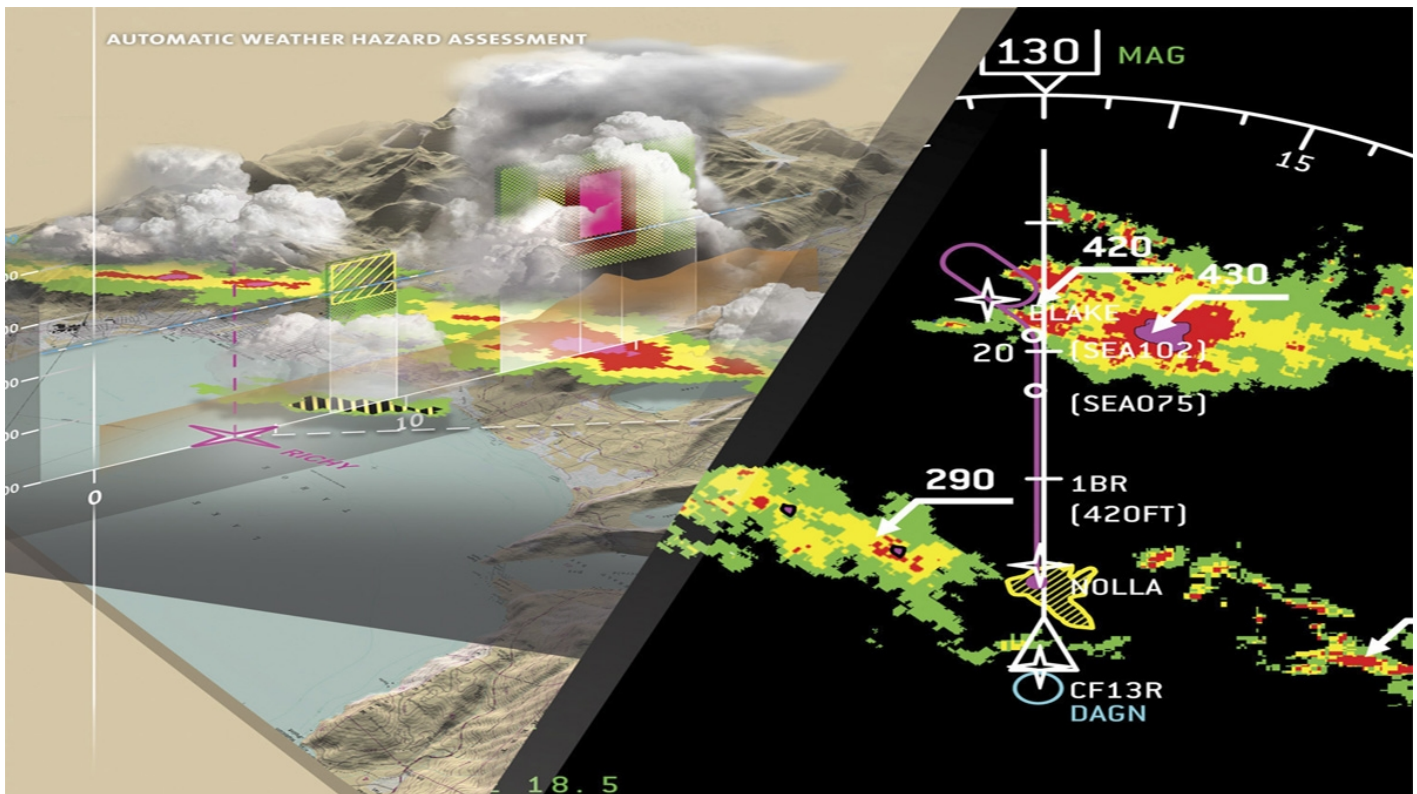 AUTOMATIC WEATHER HAZARD ASSESSMENT
RICHY
10
0
130 MAG
15
420
430
BLAKE
20
(SEA102)
(SEA075)
290
1BR
(420FT)
NOLLA
CF13R
DAGN
18.5